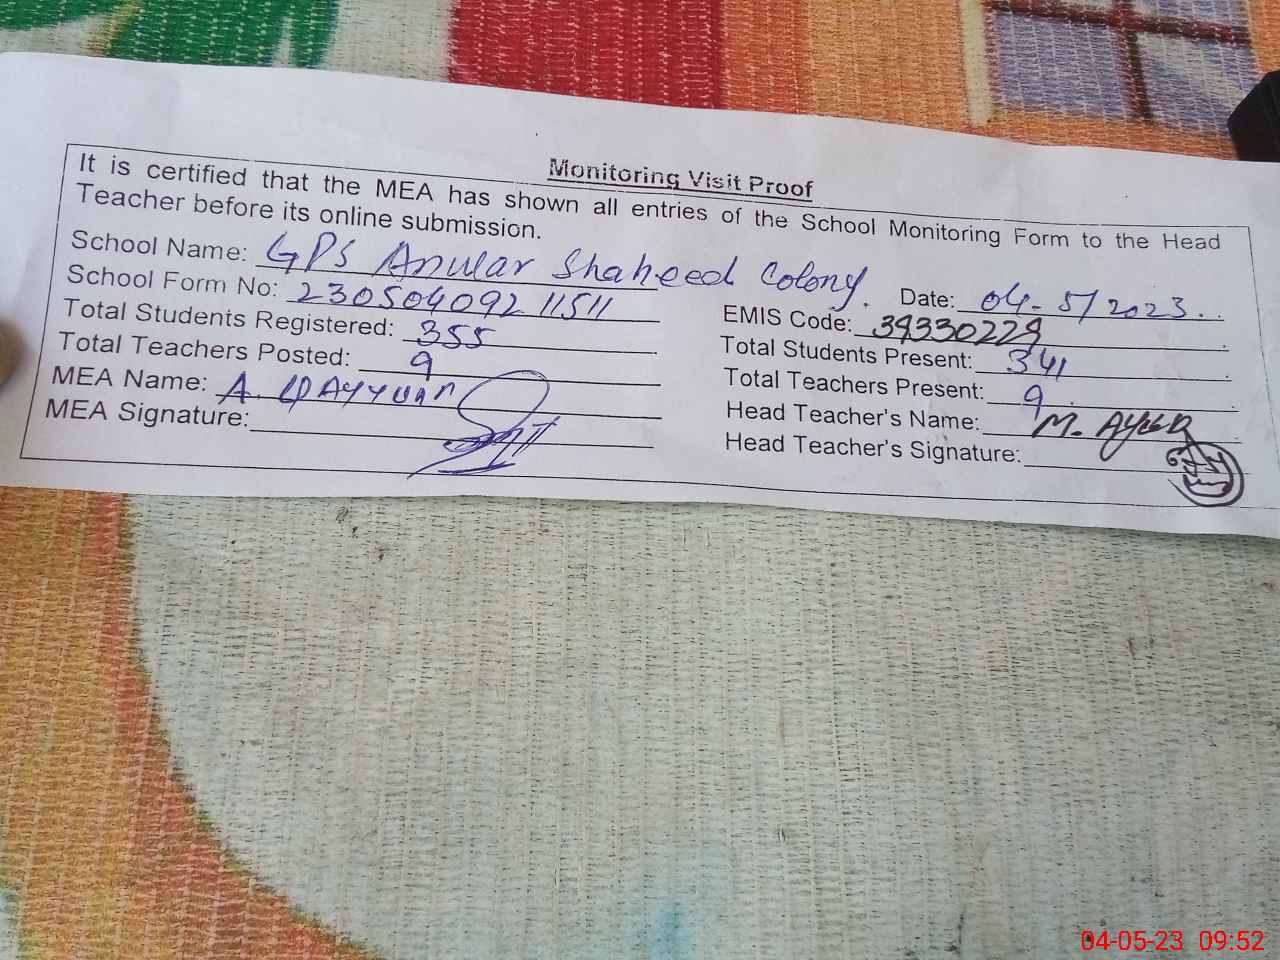 Monitoring Visit Proof
It is certified that the MEA has shown all entries of the School Monitoring Form to the Head
Teacher before its online submission.
School Name: GPS Anwar Shaheed Colony.
Date: 04-5/2023..
School Form No: 23050409211511
EMIS Code: 39330229
Total Students Registered: 355
Total Students Present: 341
Total Teachers Posted: 9
Total Teachers Present: 9
MEA Name: A. QAYYUM
Head Teacher's Name: M. AYUB
MEA Signature:
Head Teacher's Signature:
04-05-23 09:52